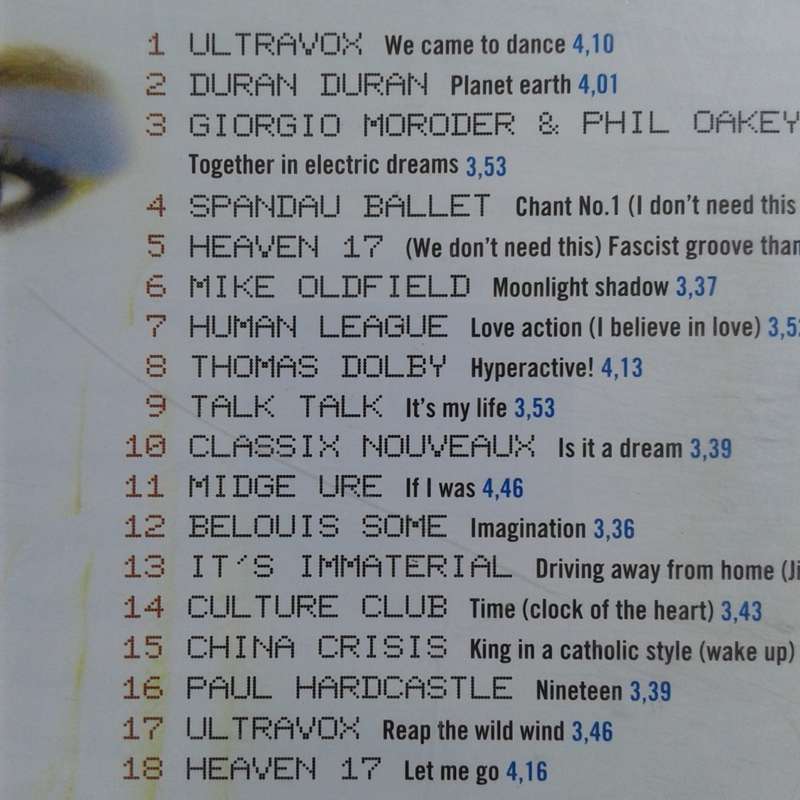 1 ULTRAVOX We came to dance 4,10
2 DURAN DURAN Planet earth 4,01
3 GIORGIO MORODER & PHIL OAKEY
Together in electric dreams 3,53
4 SPANDAU BALLET Chant No.1 (I don't need this
5 HEAVEN 17 (We don't need this) Fascist groove
6 MIKE OLDFIELD Moonlight shadow 3,37
7 HUMAN LEAGUE Love action (I believe in love)
8 THOMAS DOLBY Hyperactive! 4,13
9 TALK TALK It's my life 3,53
10 CLASSIX NOUVEAUX Is it a dream 3,39
11 MIDGE URE If I was 4,46
12 BELOUIS SOME Imagination 3,36
13 IT'S IMMATERIAL Driving away from home
14 CULTURE CLUB Time (clock of the heart) 3,43
15 CHINA CRISIS King in a catholic style (wake up)
16 PAUL HARDCASTLE Nineteen 3,39
17 ULTRAVOX Reap the wild wind 3,46
18 HEAVEN 17 Let me go 4,16